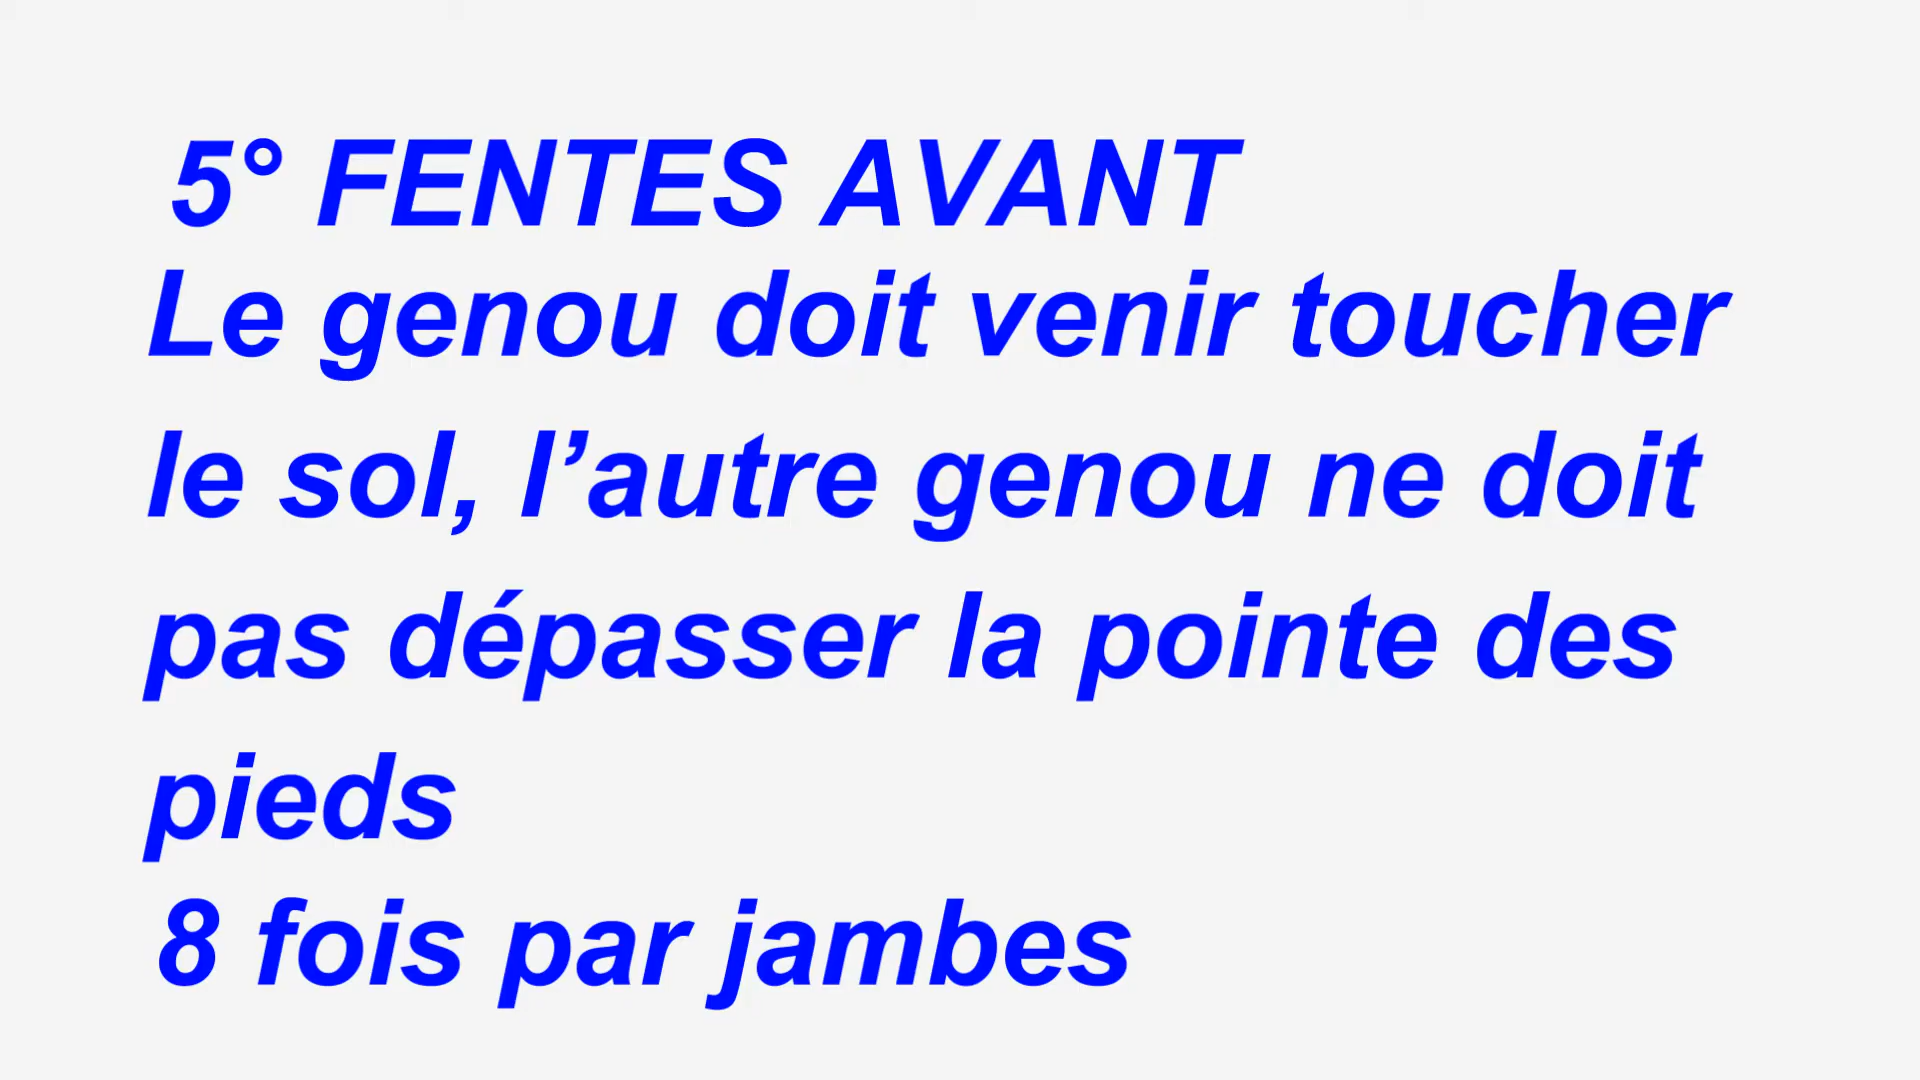 5° FENTES AVANT
Le genou doit venir toucher
le sol, l’autre genou ne doit
pas dépasser la pointe des
pieds
8 fois par jambes